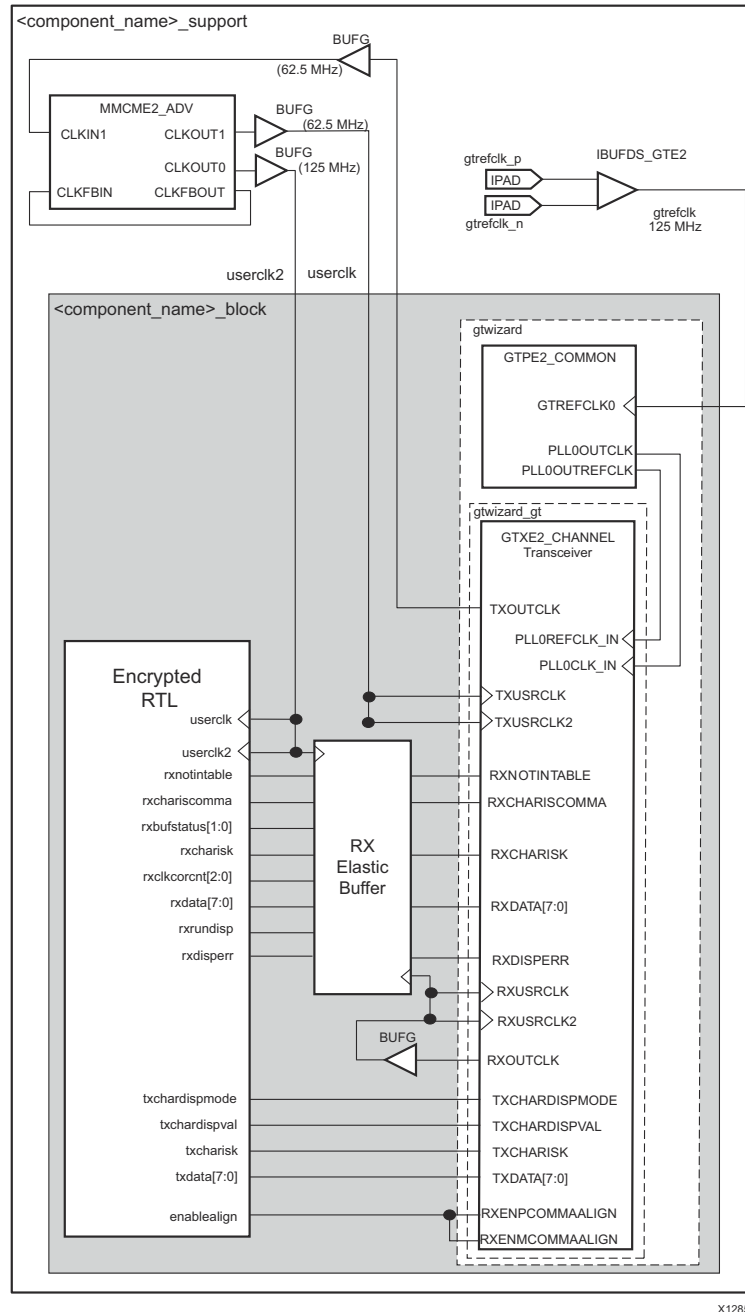 <component_name>_support
BUFG
(62.5 MHz)
MMCME2_ADV
CLKIN1
CLKOUT1
CLKOUT0
CLKFBIN
CLKFBOUT
BUFG
(62.5 MHz)
BUFG
(125 MHz)
gtrefclk_p
IPAD
IPAD
gtrefclk_n
IBUFDS_GTE2
gtrefclk
125 MHz
userclk2
userclk
<component_name>_block
gtwizard
GTPE2_COMMON
GTREFCLK0
PLL0OUTCLK
PLL0OUTREFCLK
gtwizard_gt
GTXE2_CHANNEL
Transceiver
TXOUTCLK
PLL0REFCLK_IN
PLL0CLK_IN
TXUSRCLK
TXUSRCLK2
RXNOTINTABLE
RXCHARISCOMMA
RXCHARISK
RXDATA[7:0]
RXDISPERR
RXUSRCLK
RXUSRCLK2
RXOUTCLK
TXCHARDISPMODE
TXCHARDISPVAL
TXCHARISK
TXDATA[7:0]
RXENPCOMMAALIGN
RXENMCOMMAALIGN
Encrypted
RTL
userclk
userclk2
rxnotintable
rxchariscomma
rxbufstatus[1:0]
rxcharisk
rxclkcorcnt[2:0]
rxdata[7:0]
rxrundisp
rxdisperr
txchardispmode
txchardispval
txcharisk
txdata[7:0]
enablealign
RX
Elastic
Buffer
BUFG